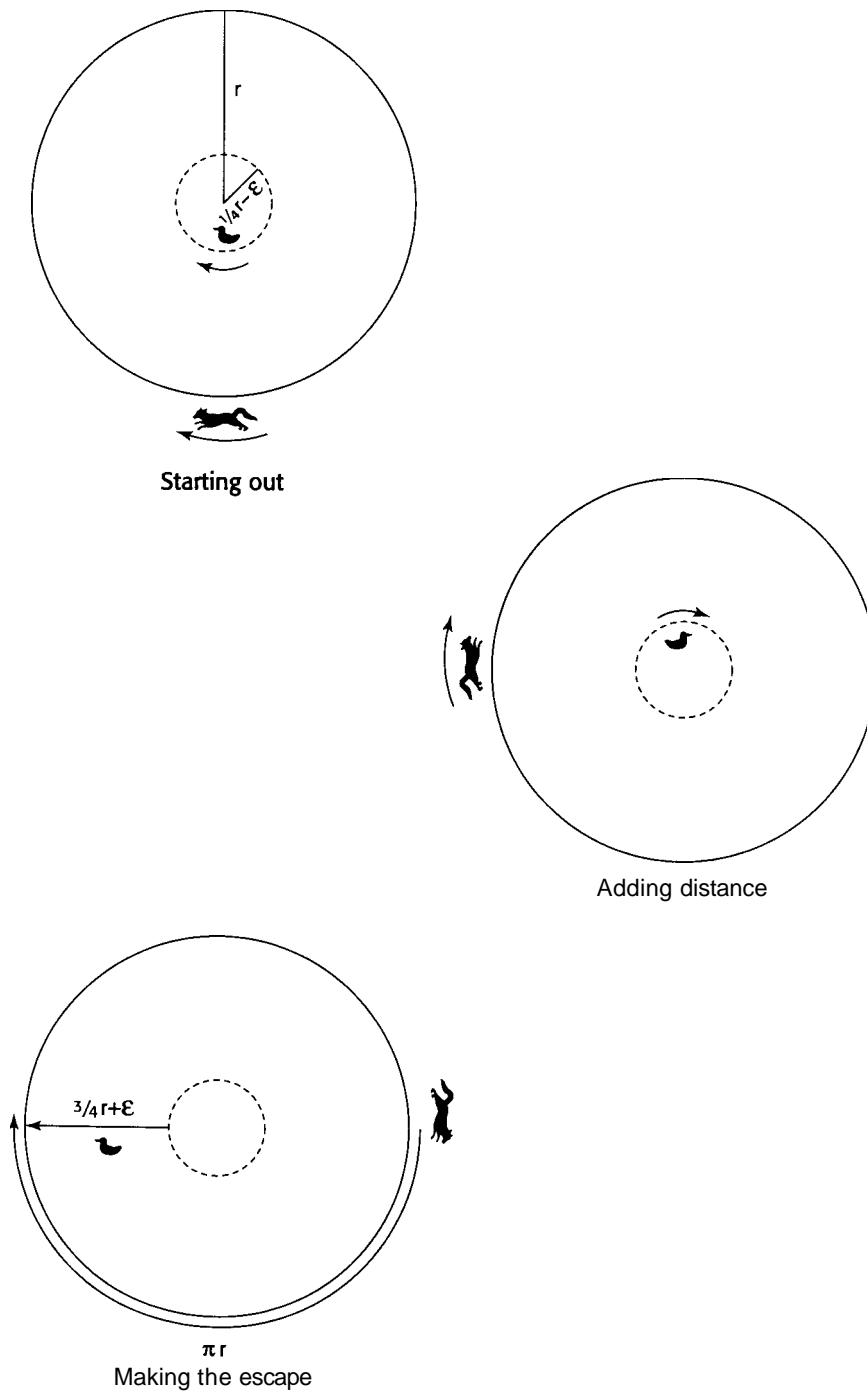 r
1/4r-ε
Starting out
Adding distance
3/4r+ε
πr
Making the escape